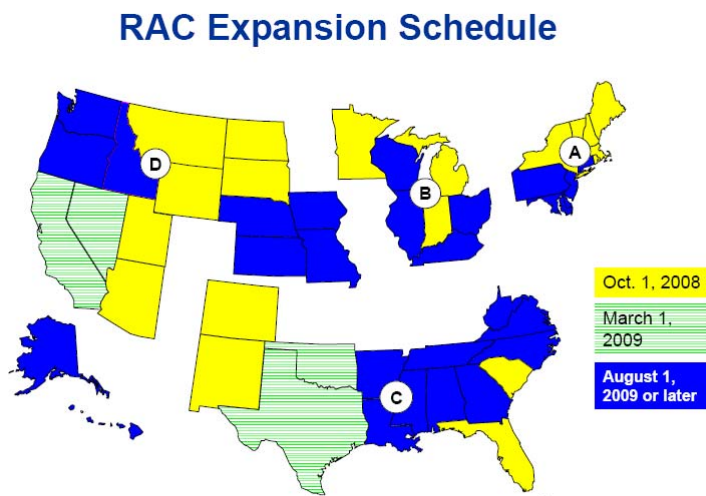 RAC Expansion Schedule
D
B
A
C
Oct. 1, 2008
March 1,
2009
August 1,
2009 or later